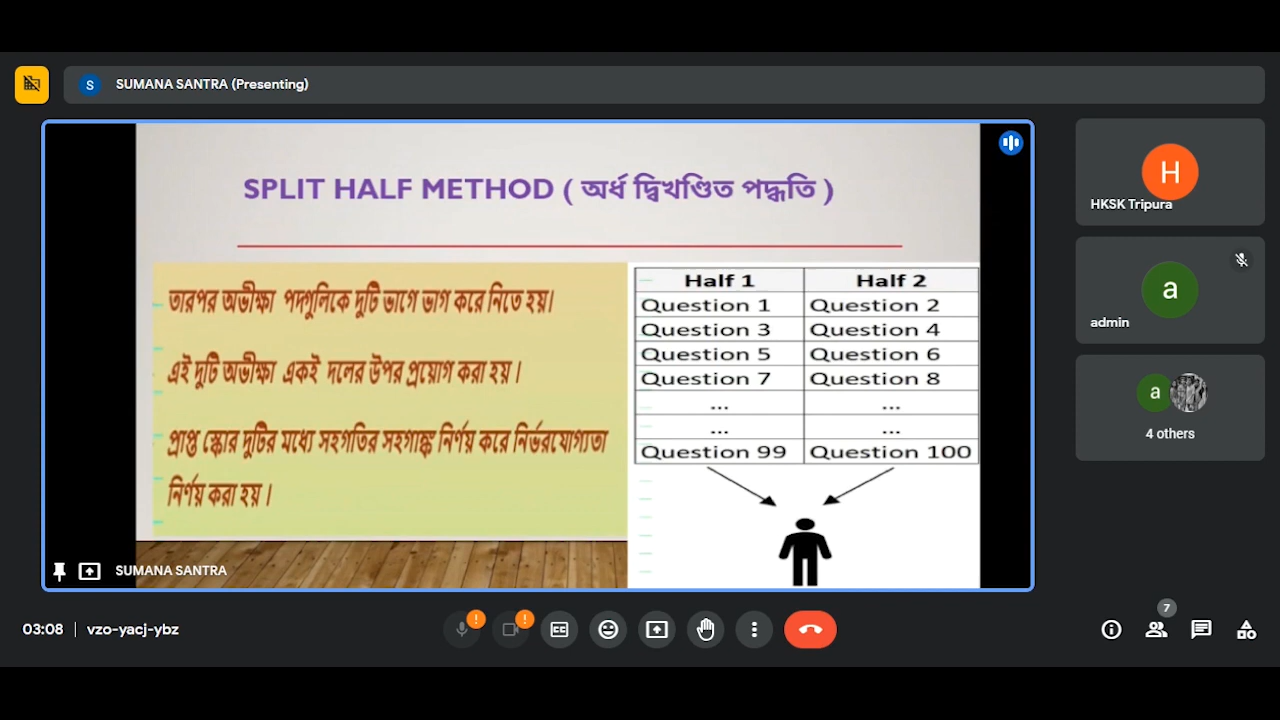 S SUMANA SANTRA (Presenting)
SPLIT HALF METHOD ( অর্ধ দ্বিখণ্ডিত পদ্ধতি )
তারপর অভীক্ষা পদগুলিকে দুটি ভাগে ভাগ করে নিতে হয়।
এই দুটি অভীক্ষা একই দলের উপর প্রয়োগ করা হয়।
প্রাপ্ত স্কোর দুটির মধ্যে সহগতির সহগাঙ্ক নির্ণয় করে নির্ভরযোগ্যতা
নির্ণয় করা হয়।
Half 1 Half 2
Question 1 Question 2
Question 3 Question 4
Question 5 Question 6
Question 7 Question 8
... ...
... ...
Question 99 Question 100
SUMANA SANTRA
H
HKSK Tripura
a
admin
a
4 others
03:08 | vzo-yacj-ybz
! !
CC
7